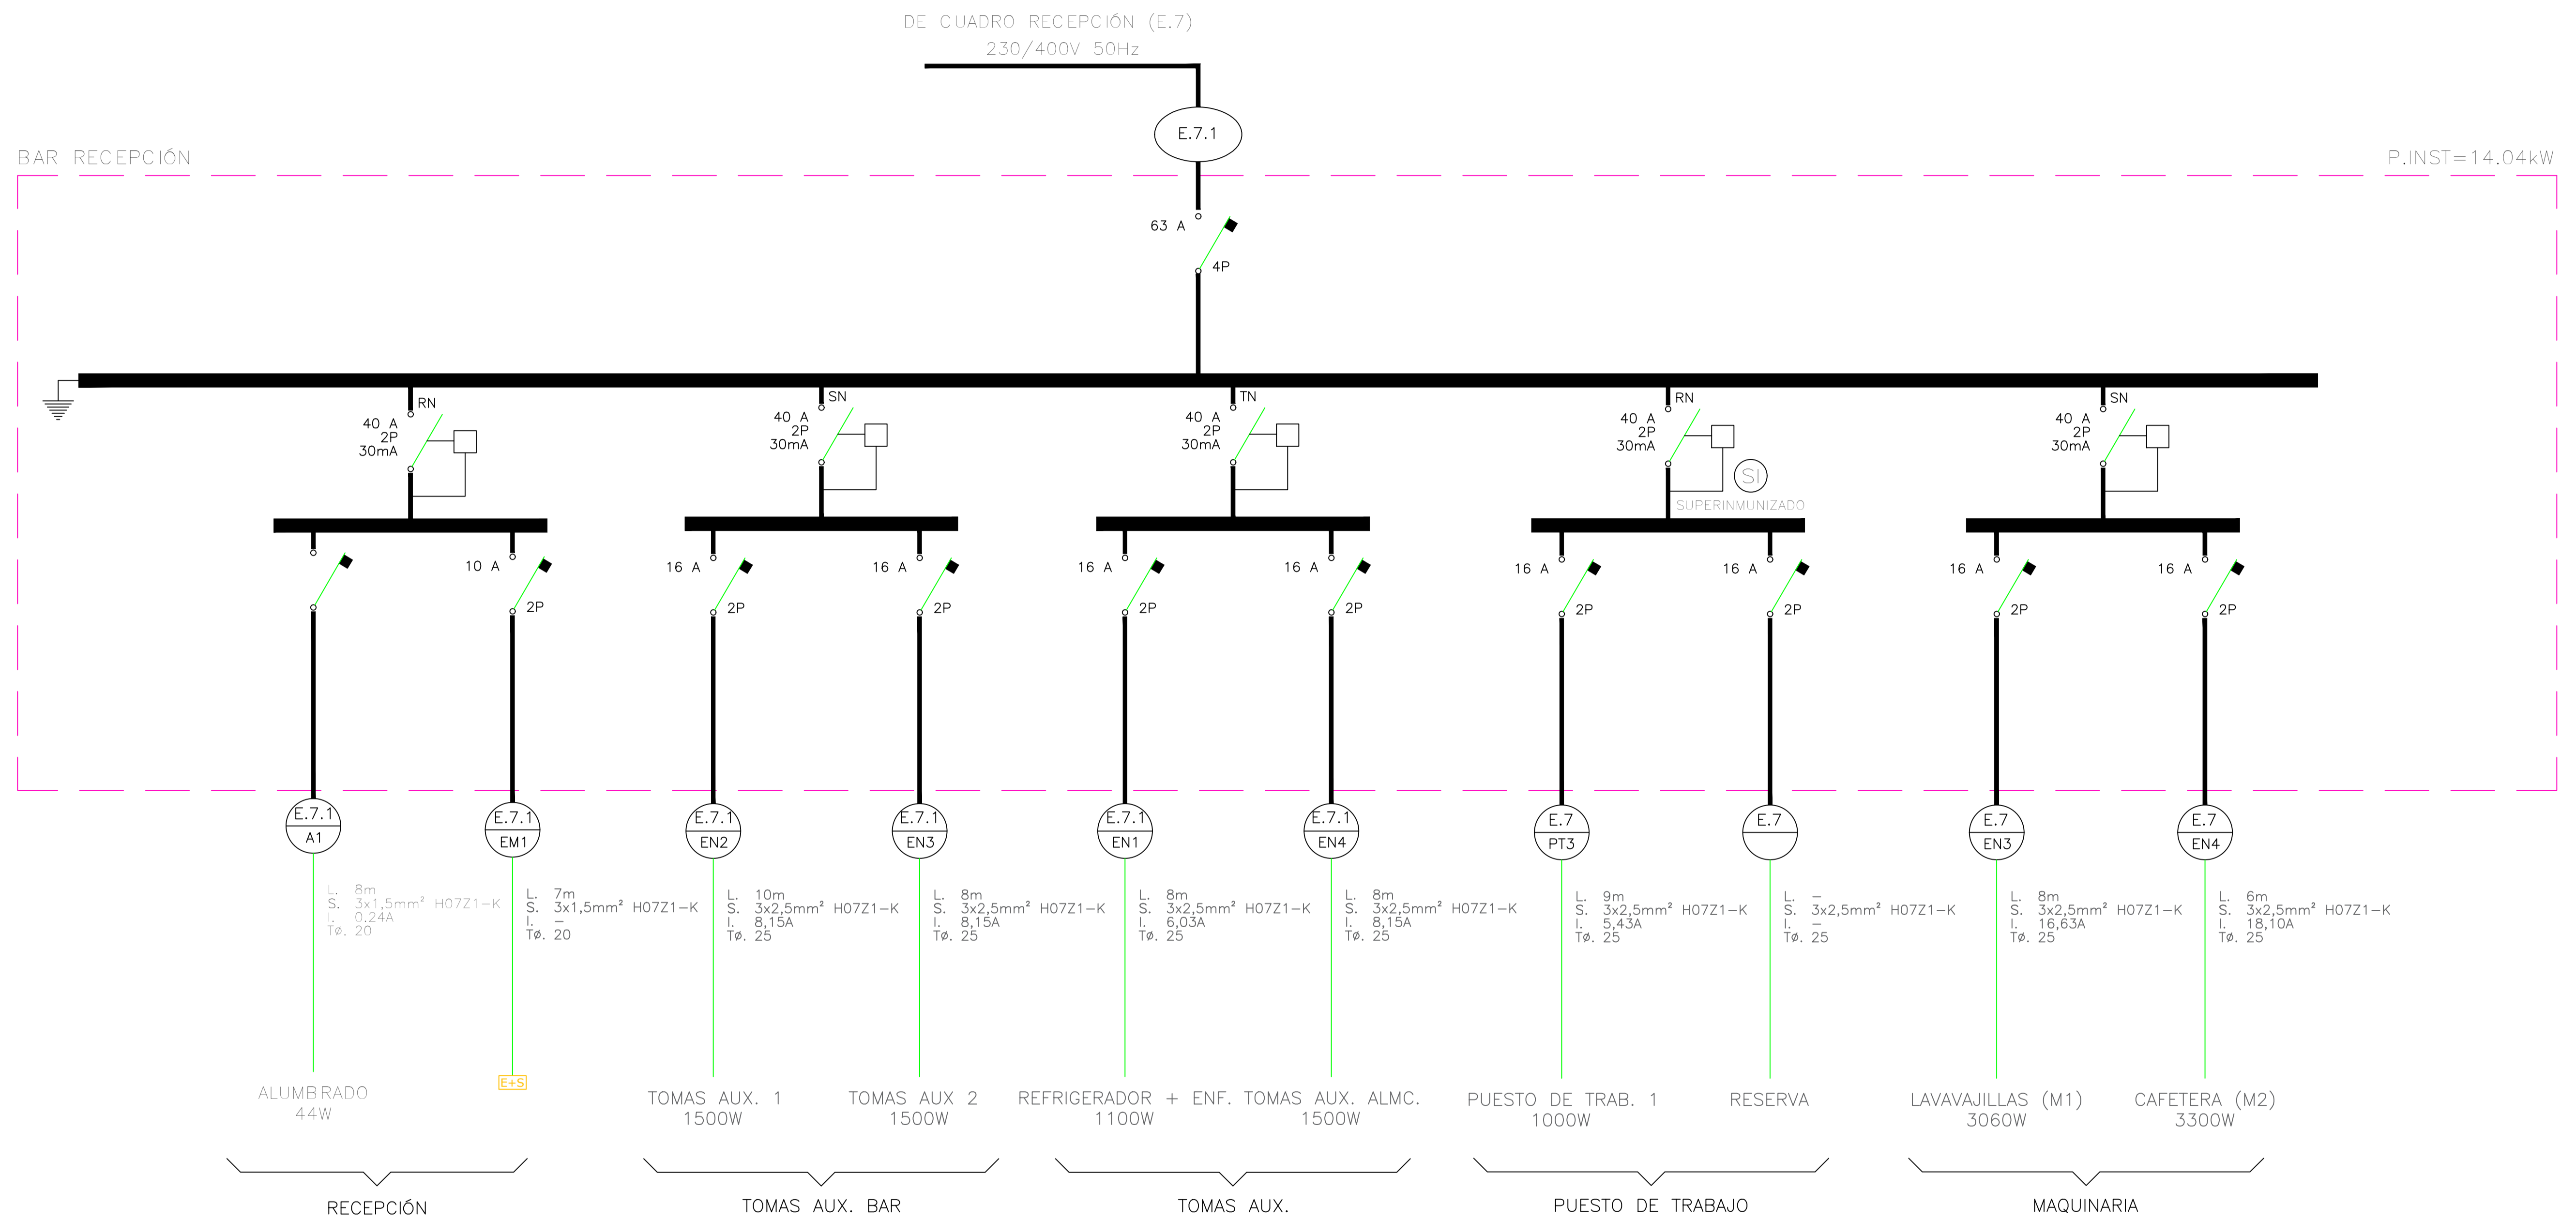 DE CUADRO RECEPCIÓN (E.7)
230/400V 50Hz
E.7.1
BAR RECEPCIÓN
P.INST=14.04kW
63 A
4P
RN
40 A
2P
30mA
SN
40 A
2P
30mA
TN
40 A
2P
30mA
RN
40 A
2P
30mA
SI
SUPERINMUNIZADO
SN
40 A
2P
30mA
10 A
2P
16 A
2P
16 A
2P
16 A
2P
16 A
2P
16 A
2P
16 A
2P
16 A
2P
16 A
2P
E.7.1
A1
E.7.1
EM1
E.7.1
EN2
E.7.1
EN3
E.7.1
EN1
E.7.1
EN4
E.7
PT3
E.7
E.7
EN3
E.7
EN4
L. 8m
S. 3x1,5mm² H07Z1-K
I. 0.24A
Tø. 20
L. 7m
S. 3x1,5mm² H07Z1-K
I. -
Tø. 20
L. 10m
S. 3x2,5mm² H07Z1-K
I. 8,15A
Tø. 25
L. 8m
S. 3x2,5mm² H07Z1-K
I. 8,15A
Tø. 25
L. 8m
S. 3x2,5mm² H07Z1-K
I. 6,03A
Tø. 25
L. 8m
S. 3x2,5mm² H07Z1-K
I. 8,15A
Tø. 25
L. 9m
S. 3x2,5mm² H07Z1-K
I. 5,43A
Tø. 25
L. -
S. 3x2,5mm² H07Z1-K
I. -
Tø. 25
L. 8m
S. 3x2,5mm² H07Z1-K
I. 16,63A
Tø. 25
L. 6m
S. 3x2,5mm² H07Z1-K
I. 18,10A
Tø. 25
ALUMBRADO
44W
E+S
TOMAS AUX. 1
1500W
TOMAS AUX 2
1500W
REFRIGERADOR + ENF.
1100W
TOMAS AUX. ALMC.
1500W
PUESTO DE TRAB. 1
1000W
RESERVA
LAVAVAJILLAS (M1)
3060W
CAFETERA (M2)
3300W
RECEPCIÓN
TOMAS AUX. BAR
TOMAS AUX.
PUESTO DE TRABAJO
MAQUINARIA